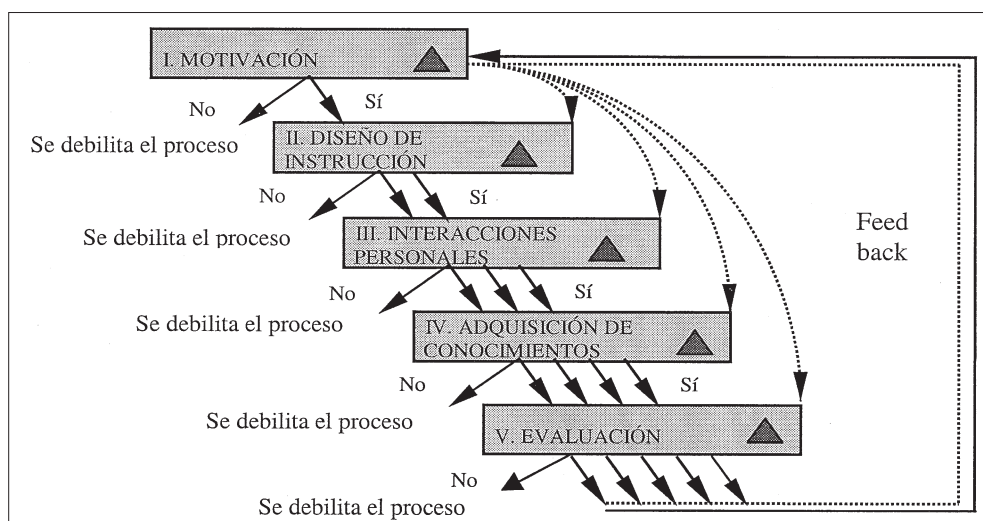 I. MOTIVACIÓN
No
Sí
Se debilita el proceso
II. DISEÑO DE
INSTRUCCIÓN
No
Sí
Se debilita el proceso
III. INTERACCIONES
PERSONALES
Feed
back
No
Sí
Se debilita el proceso
IV. ADQUISICIÓN DE
CONOCIMIENTOS
No
Sí
Se debilita el proceso
V. EVALUACIÓN
No
Se debilita el proceso